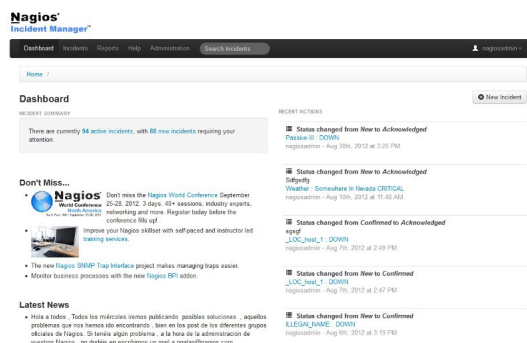 Nagios®
Incident Manager™
Dashboard Incidents Reports Help Administration Search Incidents nagiosadmin
Home /
Dashboard
New Incident
INCIDENT SUMMARY
There are currently 94 active incidents, with 88 new incidents requiring your
attention.
Don't Miss...
Nagios®
World Conference
North America
Don't miss the Nagios World Conference September
25-28, 2012. 3 days, 40+ sessions, industry experts,
networking and more. Register today before the
conference fills up!
Improve your Nagios skillset with self-paced and instructor led
training services.
The new Nagios SNMP Trap Interface project makes managing traps easier.
Monitor business processes with the new Nagios BPI addon.
Latest News
Hola a todos , Todos los miércoles iremos publicando posibles soluciones , aquellos
problemas que nos hemos ido encontrando , bien en los post de los diferentes grupos
oficiales de Nagios. Si tenéis algún problema , a la hora de la administración de
vuestros Nagios , no dudéis en escribirnos un mail a
RECENT ACTIONS
Status changed from New to Acknowledged
Passive-XI : DOWN
nagiosadmin - Aug 30th, 2012 at 3:25 PM
Status changed from New to Acknowledged
Sdfgsdfg
Weather : Somewhere In Nevada CRITICAL
nagiosadmin - Aug 10th, 2012 at 11:40 AM
Status changed from Confirmed to Acknowledged
sgsgf
_LOC_host_1 : DOWN
nagiosadmin - Aug 7th, 2012 at 2:49 PM
Status changed from New to Confirmed
_LOC_host_1 : DOWN
nagiosadmin - Aug 7th, 2012 at 2:47 PM
Status changed from New to Confirmed
ILLEGAL_NAME : DOWN
nagiosadmin - Aug 6th, 2012 at 3:19 PM